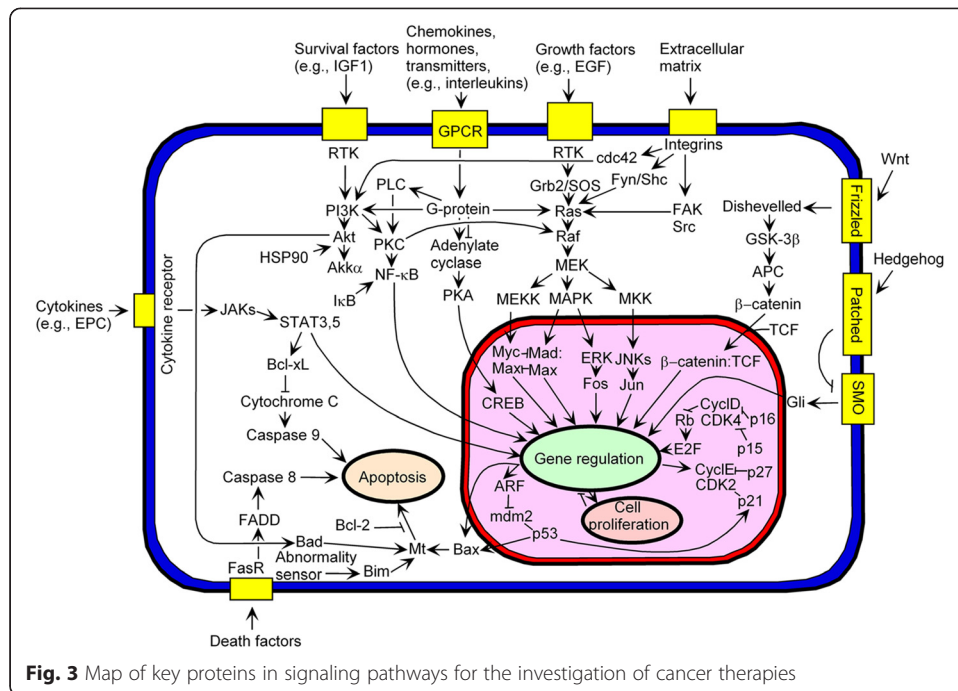 Survival factors
(e.g., IGF1)
Chemokines,
hormones,
transmitters,
(e.g., interleukins)
Growth factors
(e.g., EGF)
Extracellular
matrix
GPCR
RTK
RTK
cdc42
Integrins
Fyn/Shc
Wnt
Frizzled
PLC
Grb2/SOS
PI3K
G-protein
Ras
FAK
Src
Dishevelled
Akt
PKC
Adenylate
cyclase
Raf
GSK-3β
HSP90
Akkα
NF-κB
MEK
APC
Hedgehog
Patched
IκB
PKA
MEKK
MAPK
MKK
β-catenin
TCF
Cytokines
(e.g., EPC)
Cytokine receptor
JAKs
STAT3,5
Myc
Max
Mad:
Max
ERK
JNKs
β–catenin:TCF
Bcl-xL
Fos
Jun
Cytochrome C
CREB
Gli
SMO
CyclD
CDK4
p16
Rb
p15
Caspase 9
E2F
Gene regulation
CyclE
CDK2
p27
p21
Caspase 8
Apoptosis
ARF
FADD
Bcl-2
mdm2
Cell
proliferation
p53
Bad
Mt
Bax
Abnormality
sensor
FasR
Bim
Death factors
Fig. 3 Map of key proteins in signaling pathways for the investigation of cancer therapies